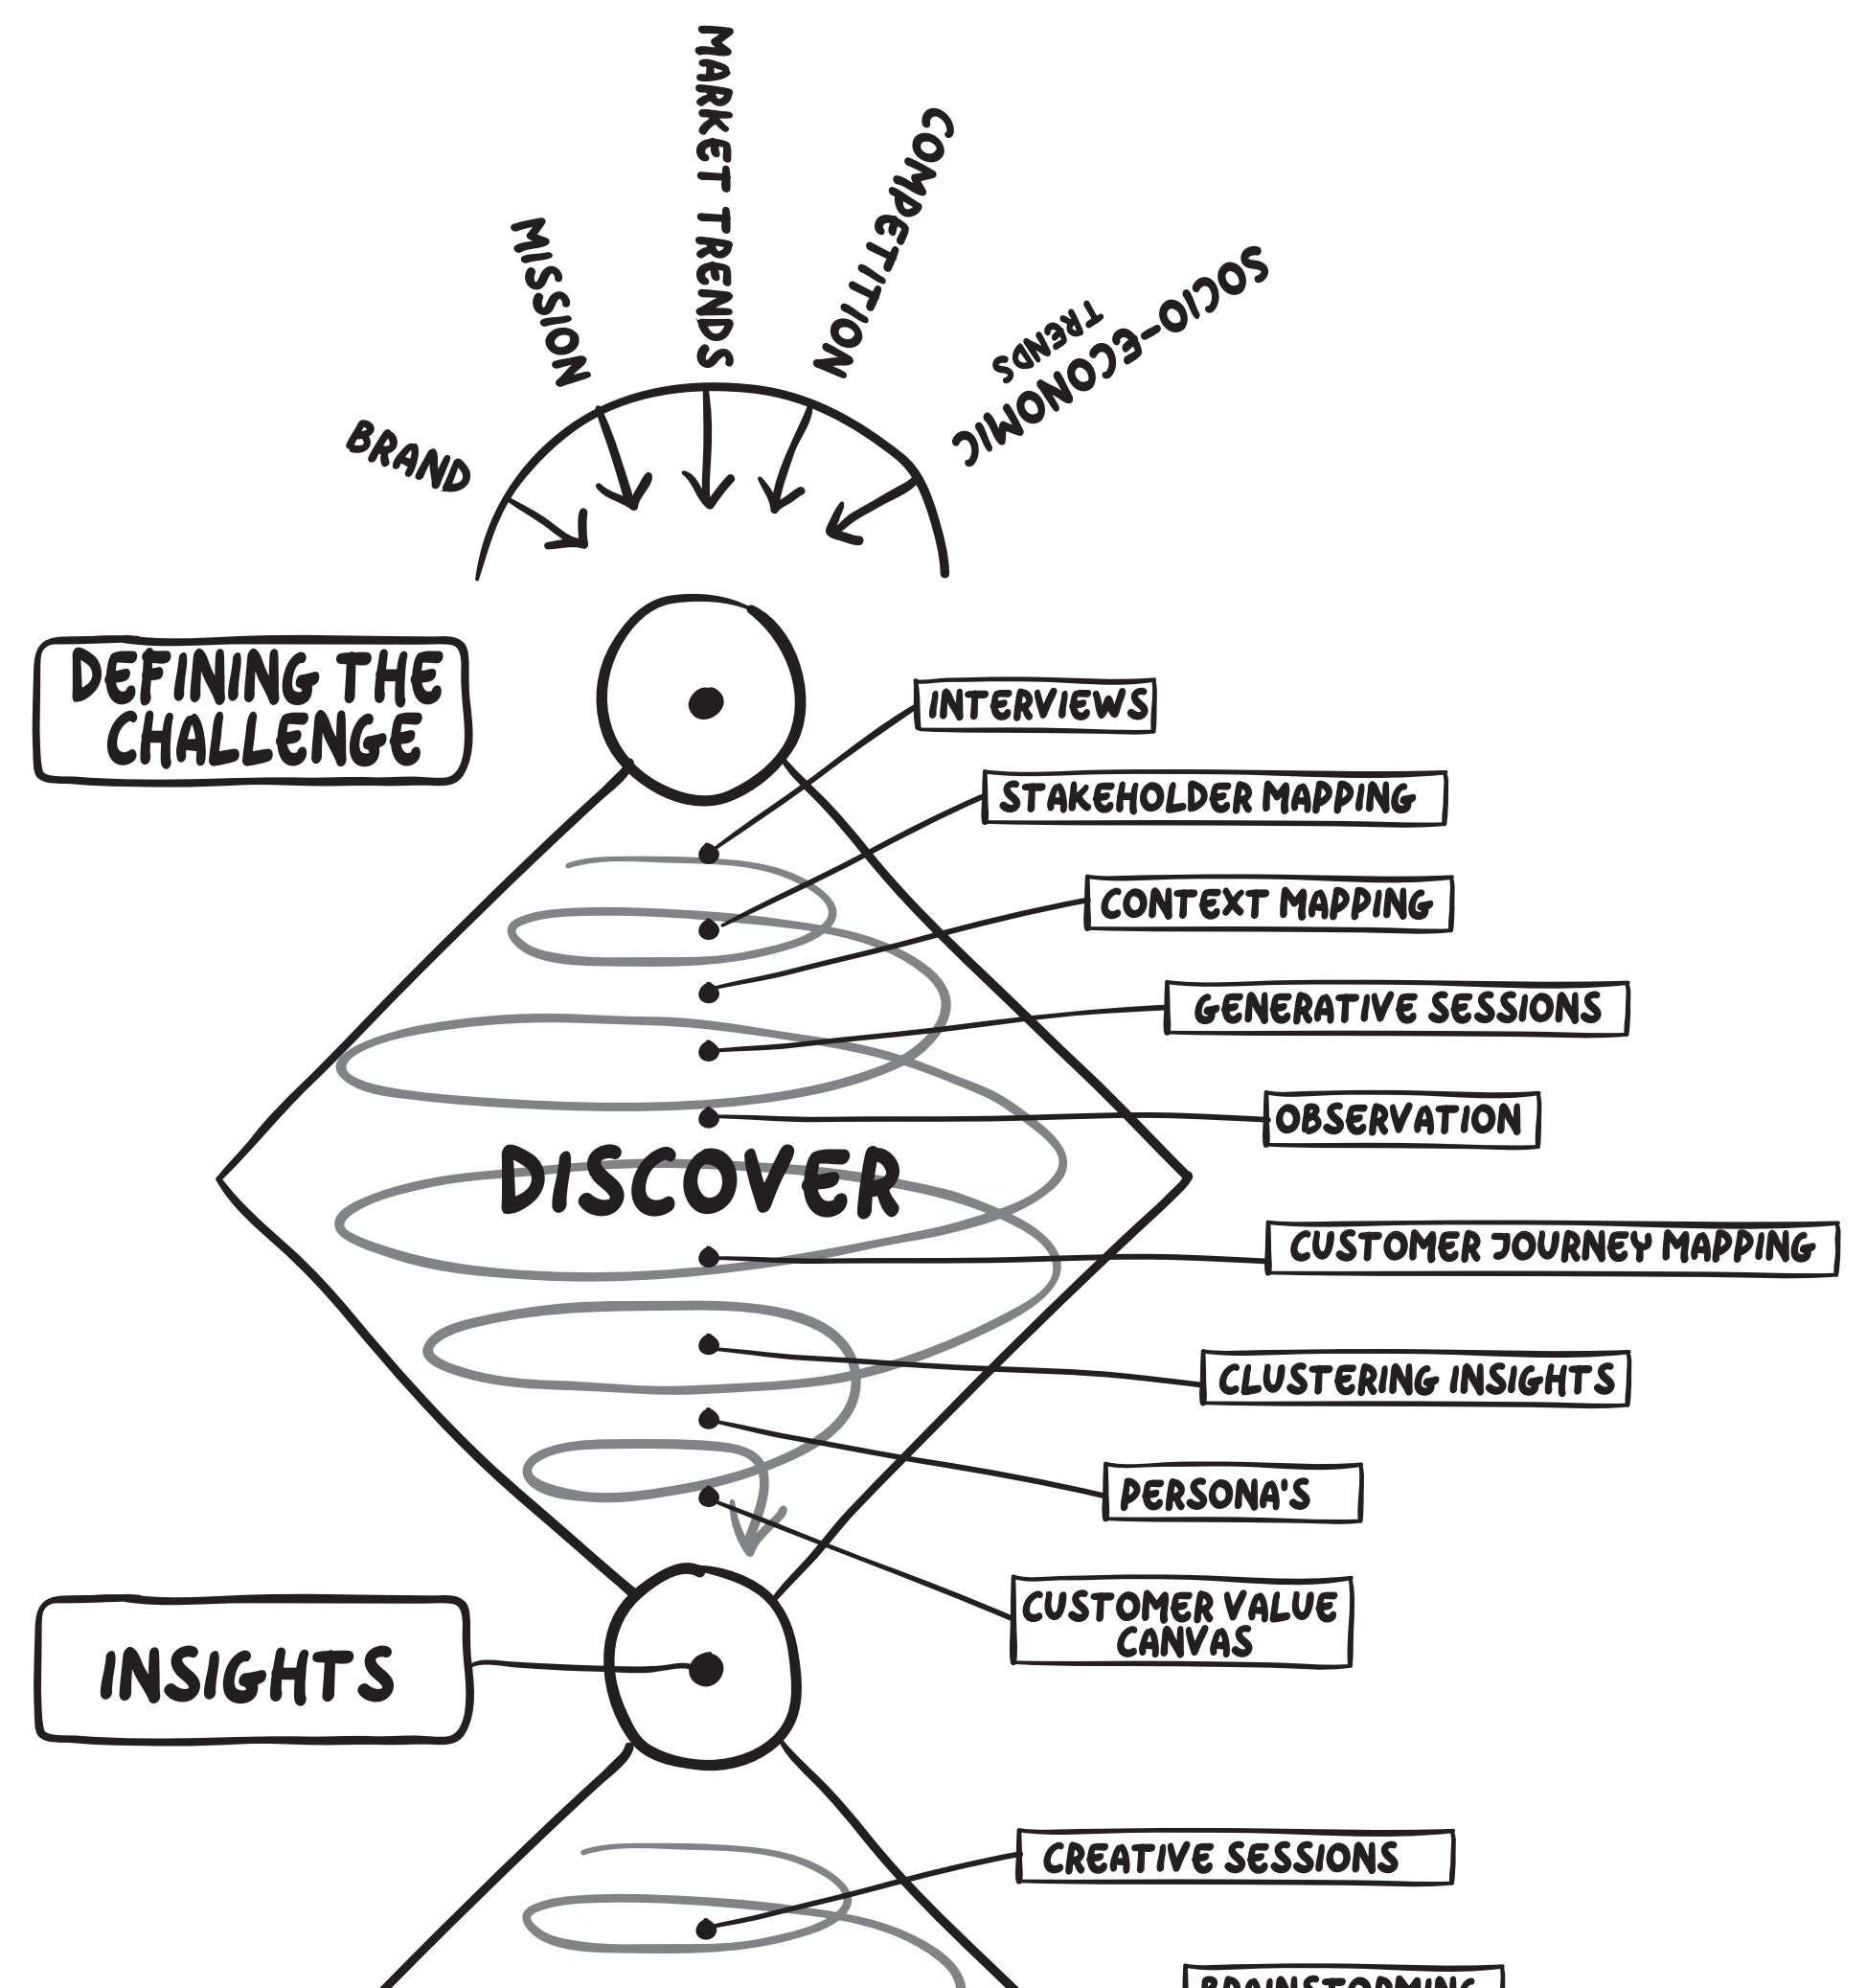 MARKET TRENDS
COMPETITION
MISSION
SOCIO-ECONOMIC
TRENDS
BRAND
DEFINING THE
CHALLENGE
INTERVIEWS
STAKEHOLDER MAPPING
CONTEXT MAPPING
GENERATIVE SESSIONS
OBSERVATION
DISCOVER
CUSTOMER JOURNEY MAPPING
CLUSTERING INSIGHTS
PERSONA'S
CUSTOMER VALUE
CANVAS
INSIGHTS
CREATIVE SESSIONS
BRAINSTORMING